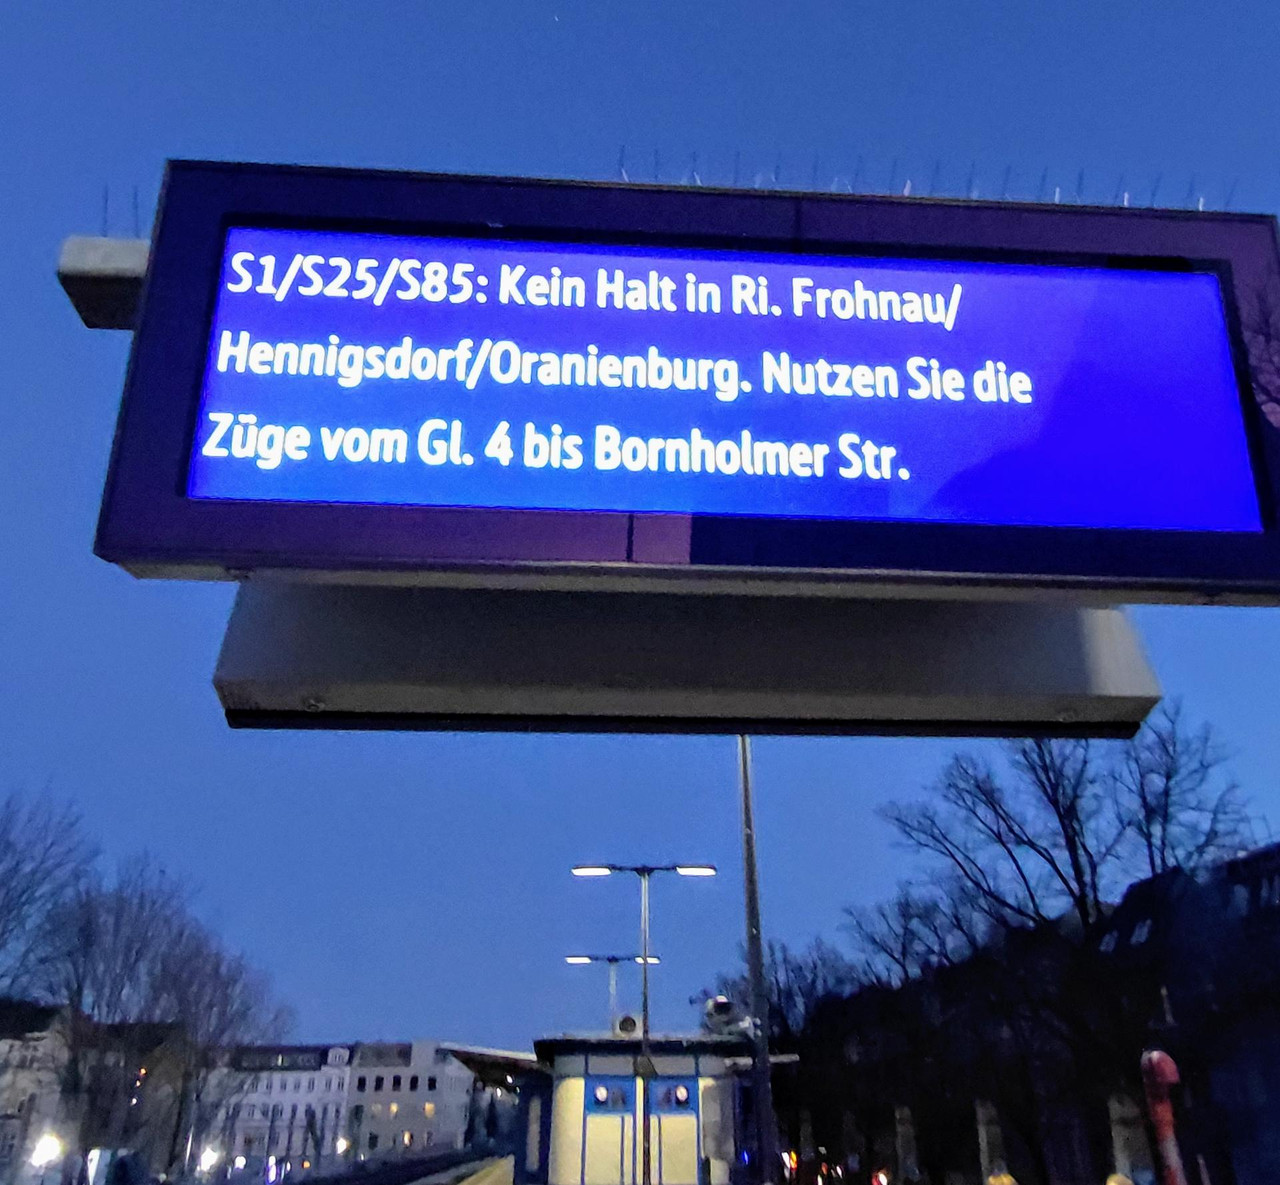 S1/S25/S85: Kein Halt in Ri. Frohnau/
Hennigsdorf/Oranienburg. Nutzen Sie die
Züge vom Gl. 4 bis Bornholmer Str.